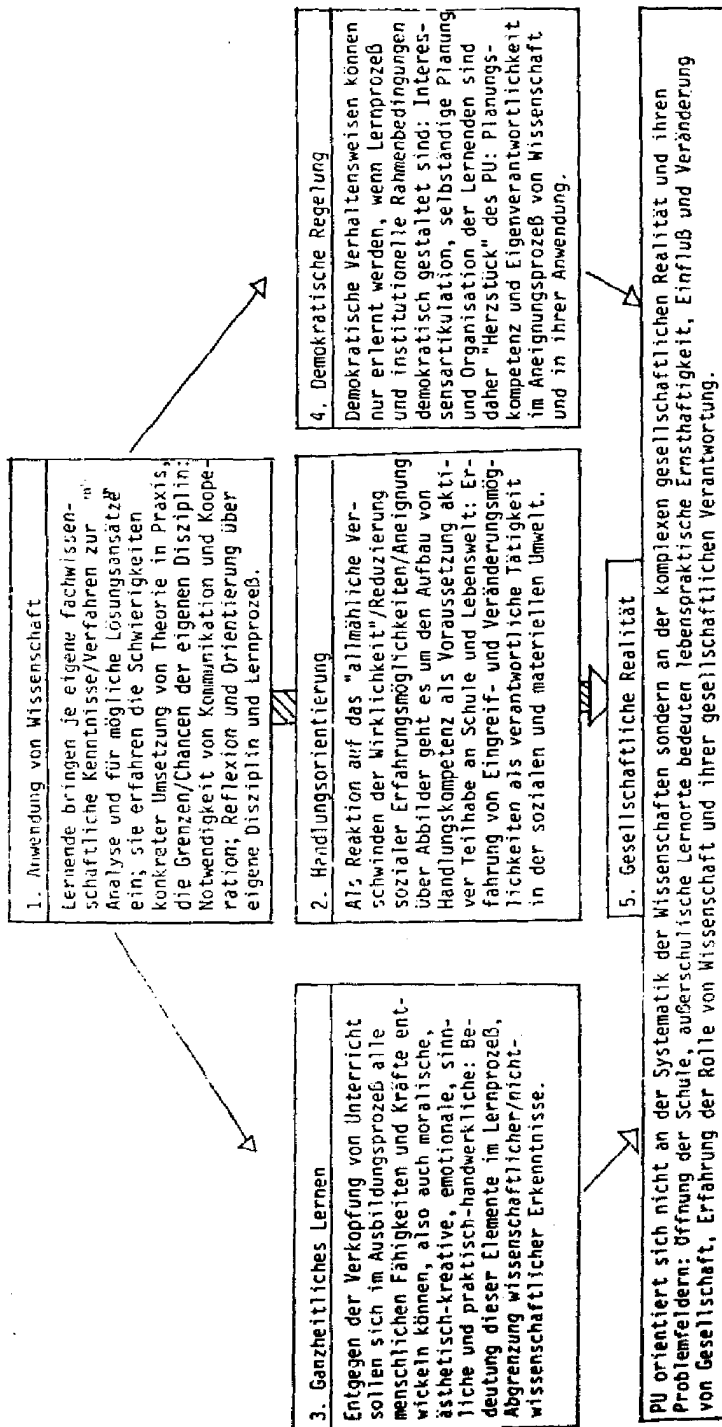 1. Anwendung von Wissenschaft
Lernende bringen je eigene fachwissen-
schaftliche Kenntnisse/Verfahren zur
Analyse und für mögliche Lösungsansätze
ein; sie erfahren die Schwierigkeiten
konkreter Umsetzung von Theorie in Praxis,
die Grenzen/Chancen der eigenen Disziplin;
Notwendigkeit von Kommunikation und Koope-
ration; Reflexion und Orientierung über
eigene Disziplin und Lernprozeß.
3. Ganzheitliches Lernen
Entgegen der Verkopfung von Unterricht
sollen sich im Ausbildungsprozeß alle
menschlichen Fähigkeiten und Kräfte ent-
wickeln können, also auch moralische,
ästhetisch-kreative, emotionale, sinn-
liche und praktisch-handwerkliche: Be-
deutung dieser Elemente im Lernprozeß,
Abgrenzung wissenschaftlicher/nicht-
wissenschaftlicher Erkenntnisse.
2. Handlungsorientierung
Als Reaktion auf das "allmähliche Ver-
schwinden der Wirklichkeit"/Reduzierung
sozialer Erfahrungsmöglichkeiten/Aneignung
über Abbilder geht es um den Aufbau von
Handlungskompetenz als Voraussetzung akti-
ver Teilhabe an Schule und Lebenswelt: Er-
fahrung von Eingreif- und Veränderungsmög-
lichkeiten als verantwortliche Tätigkeit
in der sozialen und materiellen Umwelt.
4. Demokratische Regelung
Demokratische Verhaltensweisen können
nur erlernt werden, wenn Lernprozeß
und institutionelle Rahmenbedingungen
demokratisch gestaltet sind: Interes-
sensartikulation, selbständige Planung
und Organisation der Lernenden sind
daher "Herzstück" des PU: Planungs-
kompetenz und Eigenverantwortlichkeit
im Aneignungsprozeß von Wissenschaft
und in ihrer Anwendung.
5. Gesellschaftliche Realität
PU orientiert sich nicht an der Systematik der Wissenschaften sondern an der komplexen gesellschaftlichen Realität und ihren
Problemfeldern: Öffnung der Schule, außerschulische Lernorte bedeuten lebenspraktische Ernsthaftigkeit, Einfluß und Veränderung
von Gesellschaft, Erfahrung der Rolle von Wissenschaft und ihrer gesellschaftlichen Verantwortung.